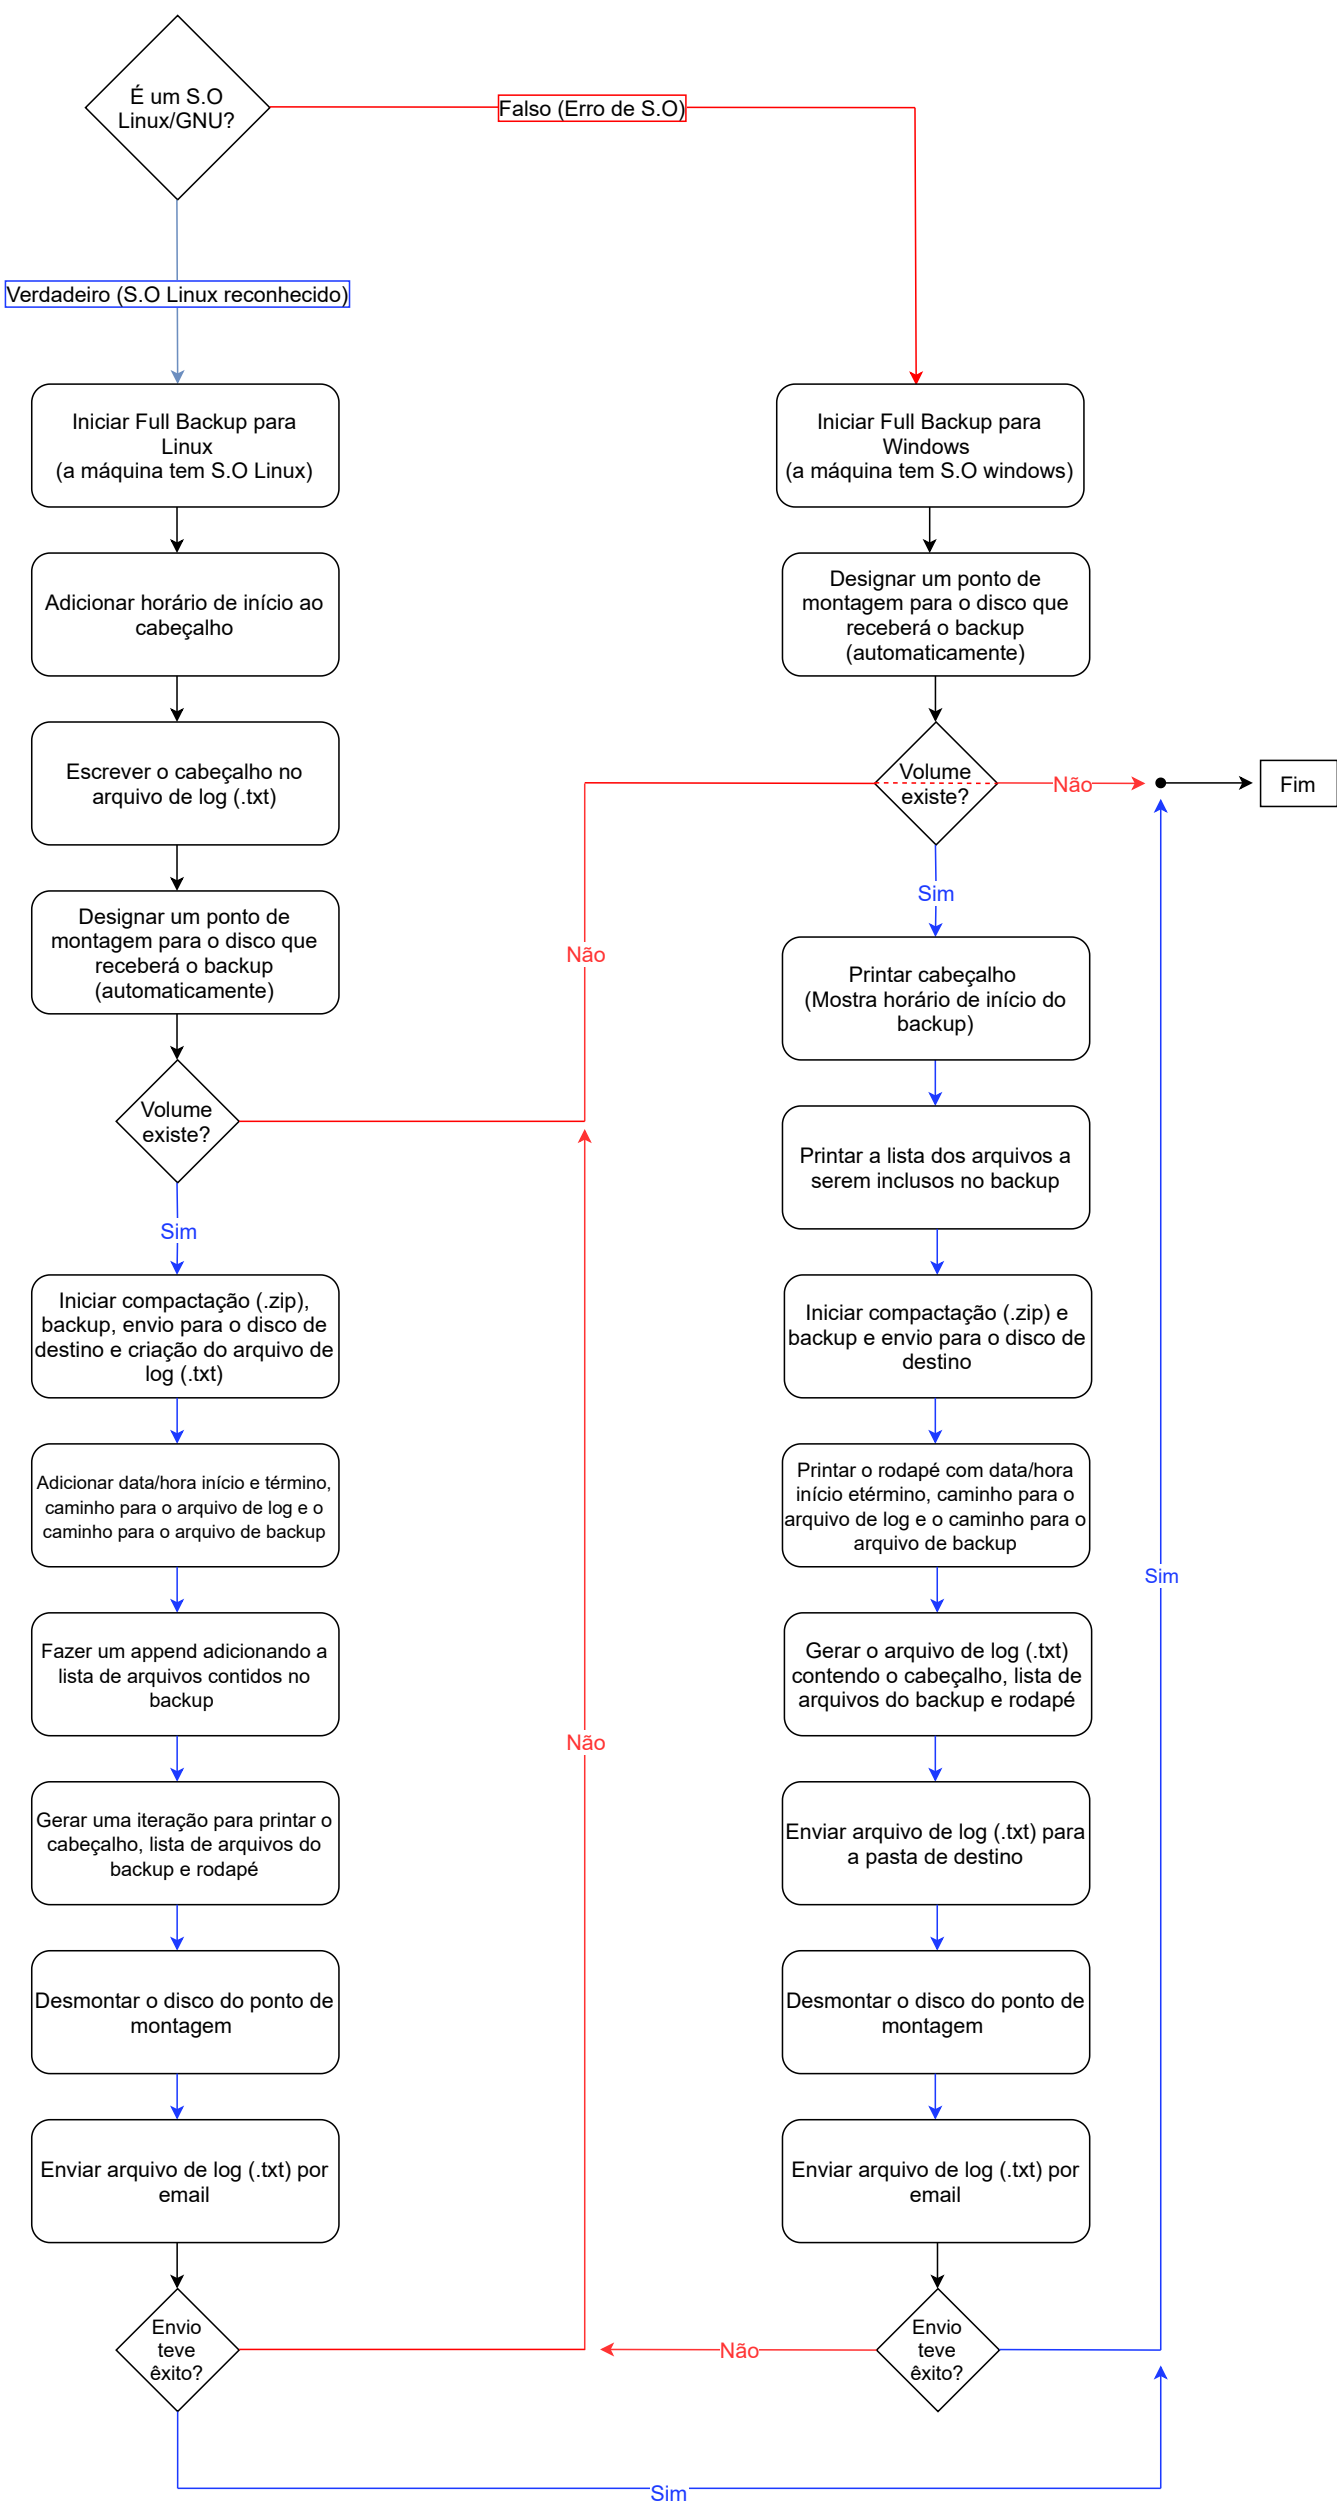 É um S.O
Linux/GNU?
Falso (Erro de S.O)
Verdadeiro (S.O Linux reconhecido)
Iniciar Full Backup para
Linux
(a máquina tem S.O Linux)
Adicionar horário de início ao
cabeçalho
Escrever o cabeçalho no
arquivo de log (.txt)
Designar um ponto de
montagem para o disco que
receberá o backup
(automaticamente)
Volume
existe?
Não
Sim
Iniciar compactação (.zip),
backup, envio para o disco de
destino e criação do arquivo de
log (.txt)
Adicionar data/hora início e término,
caminho para o arquivo de log e o
caminho para o arquivo de backup
Fazer um append adicionando a
lista de arquivos contidos no
backup
Gerar uma iteração para printar o
cabeçalho, lista de arquivos do
backup e rodapé
Desmontar o disco do ponto de
montagem
Enviar arquivo de log (.txt) por
email
Envio
teve
êxito?
Não
Sim
Iniciar Full Backup para
Windows
(a máquina tem S.O windows)
Designar um ponto de
montagem para o disco que
receberá o backup
(automaticamente)
Volume
existe?
Não
Fim
Sim
Printar cabeçalho
(Mostra horário de início do
backup)
Printar a lista dos arquivos a
serem inclusos no backup
Iniciar compactação (.zip) e
backup e envio para o disco de
destino
Printar o rodapé com data/hora
início etérmino, caminho para o
arquivo de log e o caminho para o
arquivo de backup
Gerar o arquivo de log (.txt)
contendo o cabeçalho, lista de
arquivos do backup e rodapé
Enviar arquivo de log (.txt) para
a pasta de destino
Desmontar o disco do ponto de
montagem
Enviar arquivo de log (.txt) por
email
Envio
teve
êxito?
Não
Sim